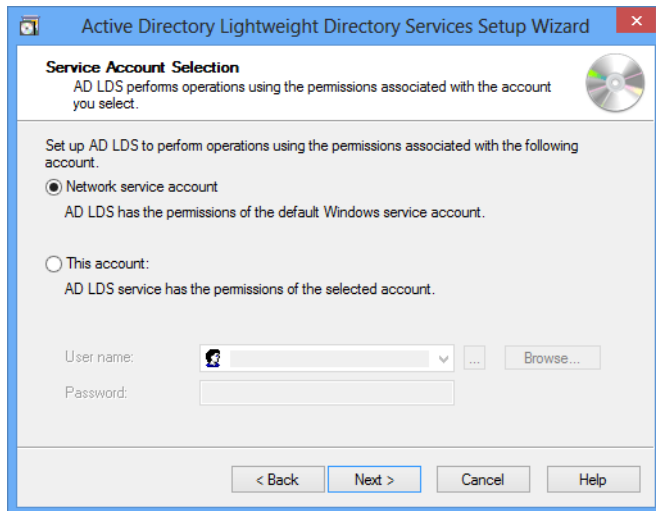 Active Directory Lightweight Directory Services Setup Wizard
Service Account Selection
AD LDS performs operations using the permissions associated with the account
you select.
Set up AD LDS to perform operations using the permissions associated with the following
account.
Network service account
AD LDS has the permissions of the default Windows service account.
This account:
AD LDS service has the permissions of the selected account.
User name:
... Browse...
Password:
< Back Next > Cancel Help